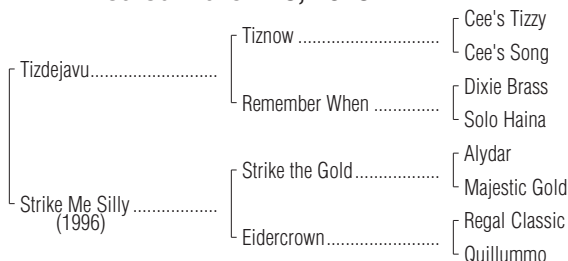 Cee's Tizzy
Tiznow
Cee's Song
Tizdejavu
Dixie Brass
Remember When
Solo Haina
Alydar
Strike the Gold
Majestic Gold
Strike Me Silly
(1996)
Regal Classic
Eidercrown
Quillummo